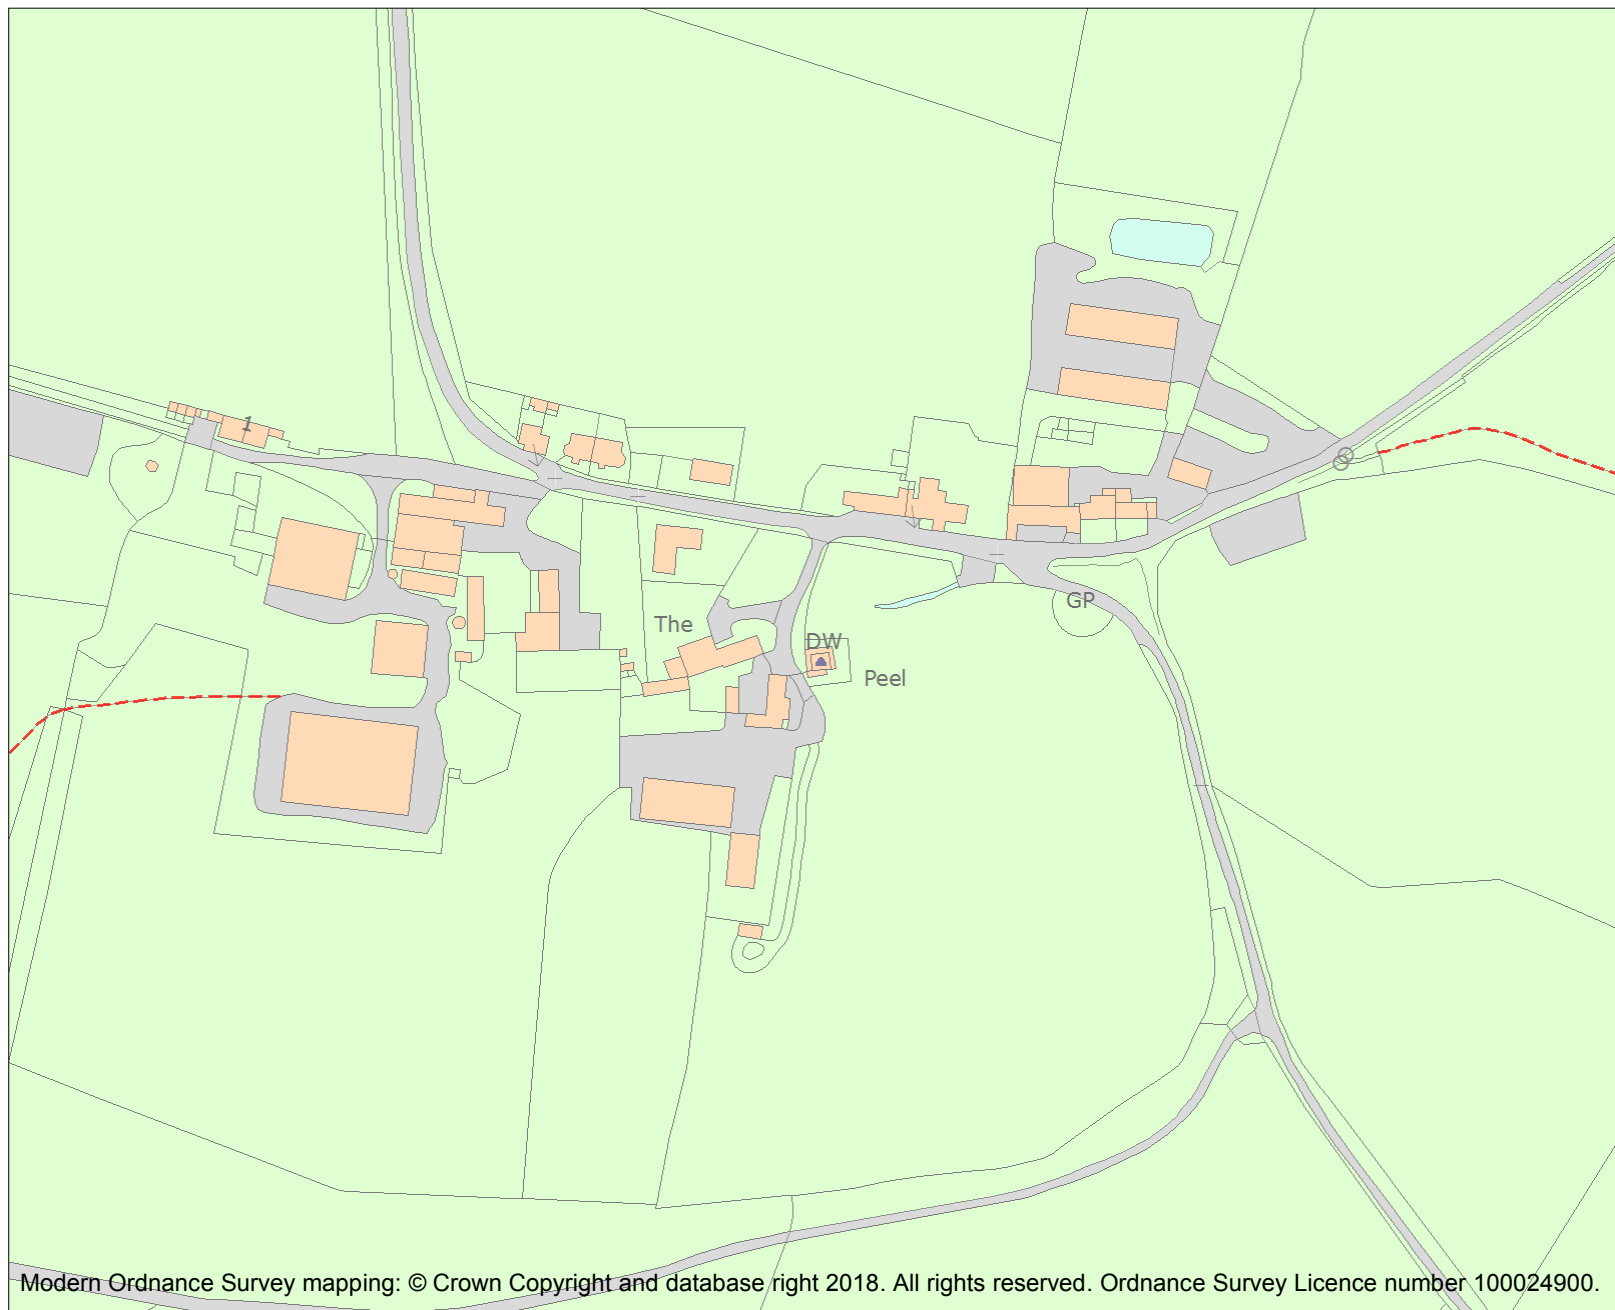 1
GP
The
DW
Peel
Modern Ordnance Survey mapping: © Crown Copyright and database right 2018. All rights reserved. Ordnance Survey Licence number 100024900.